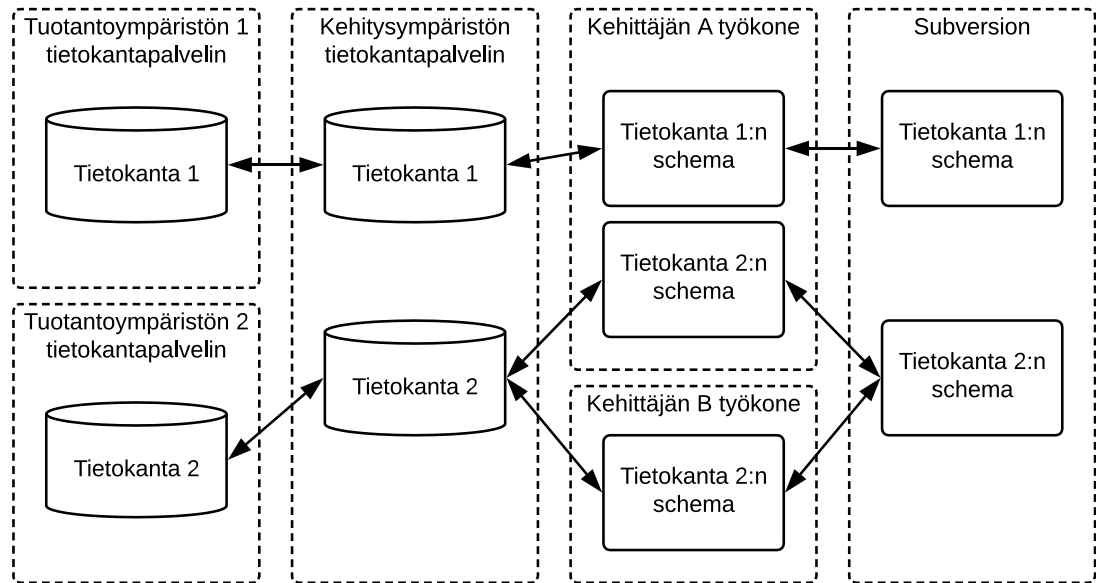 Tuotantoympäristön 1
tietokantapalvelin
Tietokanta 1
Tuotantoympäristön 2
tietokantapalvelin
Tietokanta 2
Kehitysympäristön
tietokantapalvelin
Tietokanta 1
Tietokanta 2
Kehittäjän A työkone
Tietokanta 1:n
schema
Tietokanta 2:n
schema
Kehittäjän B työkone
Tietokanta 2:n
schema
Subversion
Tietokanta 1:n
schema
Tietokanta 2:n
schema